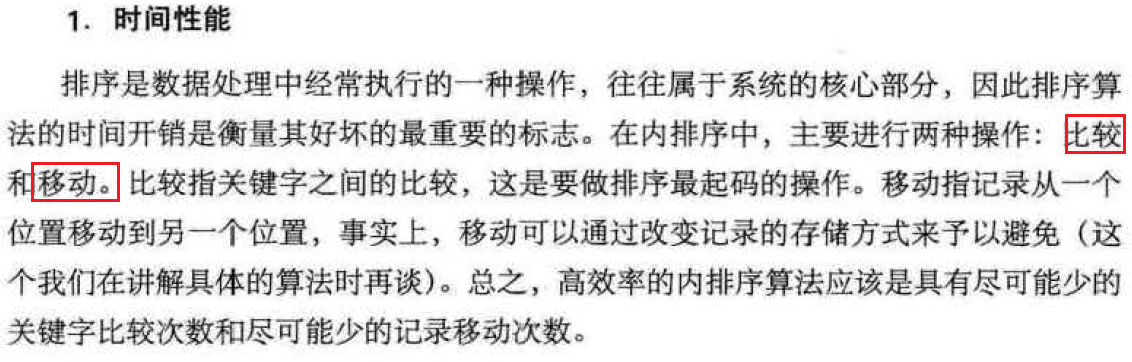 1. 时间性能
排序是数据处理中经常执行的一种操作，往往属于系统的核心部分，因此排序算
法的时间开销是衡量其好坏的最重要的标志。在内排序中，主要进行两种操作：比较
和移动。比较指关键字之间的比较，这是要做排序最起码的操作。移动指记录从一个
位置移动到另一个位置，事实上，移动可以通过改变记录的存储方式来予以避免（这
个我们在讲解具体的算法时再谈）。总之，高效率的内排序算法应该是具有尽可能少的
关键字比较次数和尽可能少的记录移动次数。